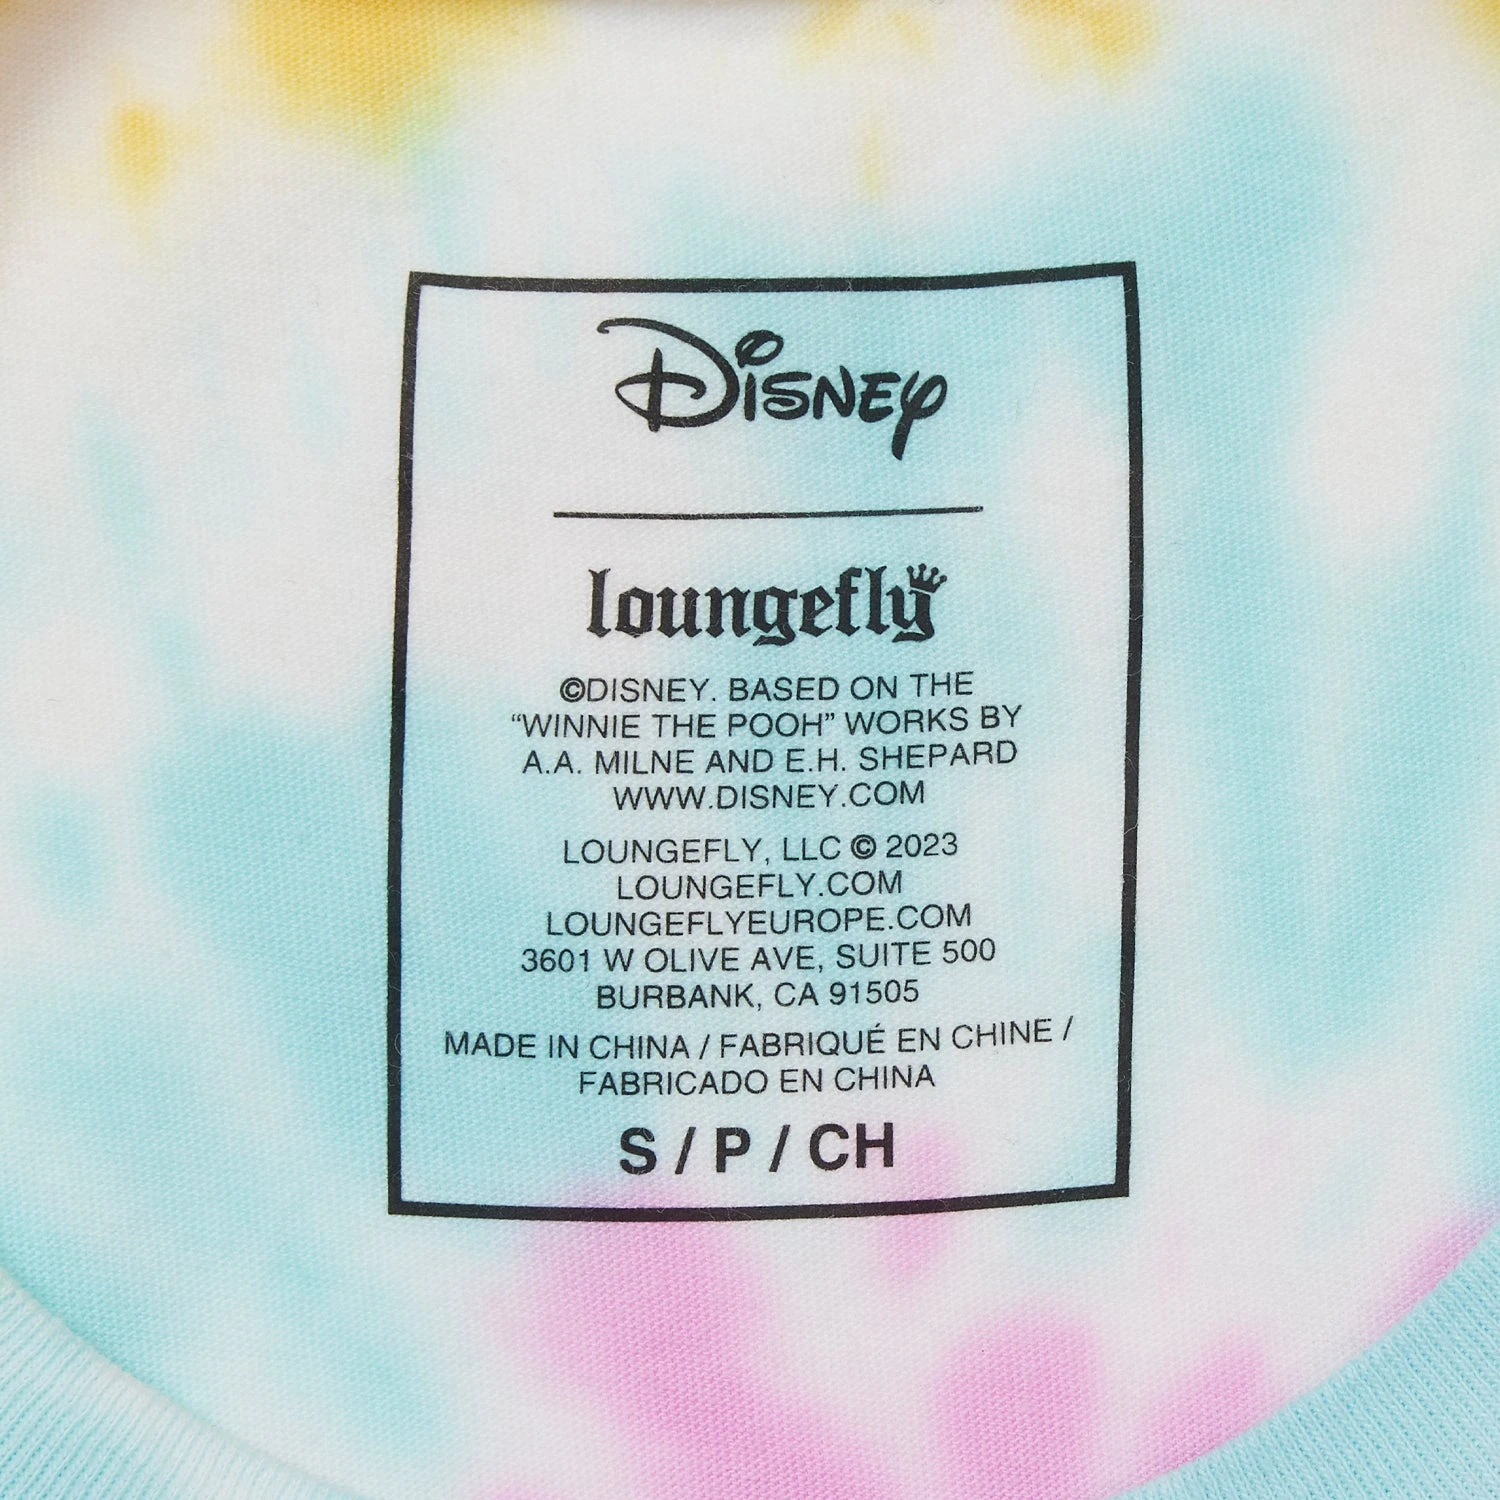 Disney
loungefly
©DISNEY. BASED ON THE
“WINNIE THE POOH” WORKS BY
A.A. MILNE AND E.H. SHEPARD
WWW.DISNEY.COM
LOUNGEFLY, LLC © 2023
LOUNGEFLY.COM
LOUNGEFLYEUROPE.COM
3601 W OLIVE AVE, SUITE 500
BURBANK, CA 91505
MADE IN CHINA / FABRIQUÉ EN CHINE /
FABRICADO EN CHINA
S / P / CH